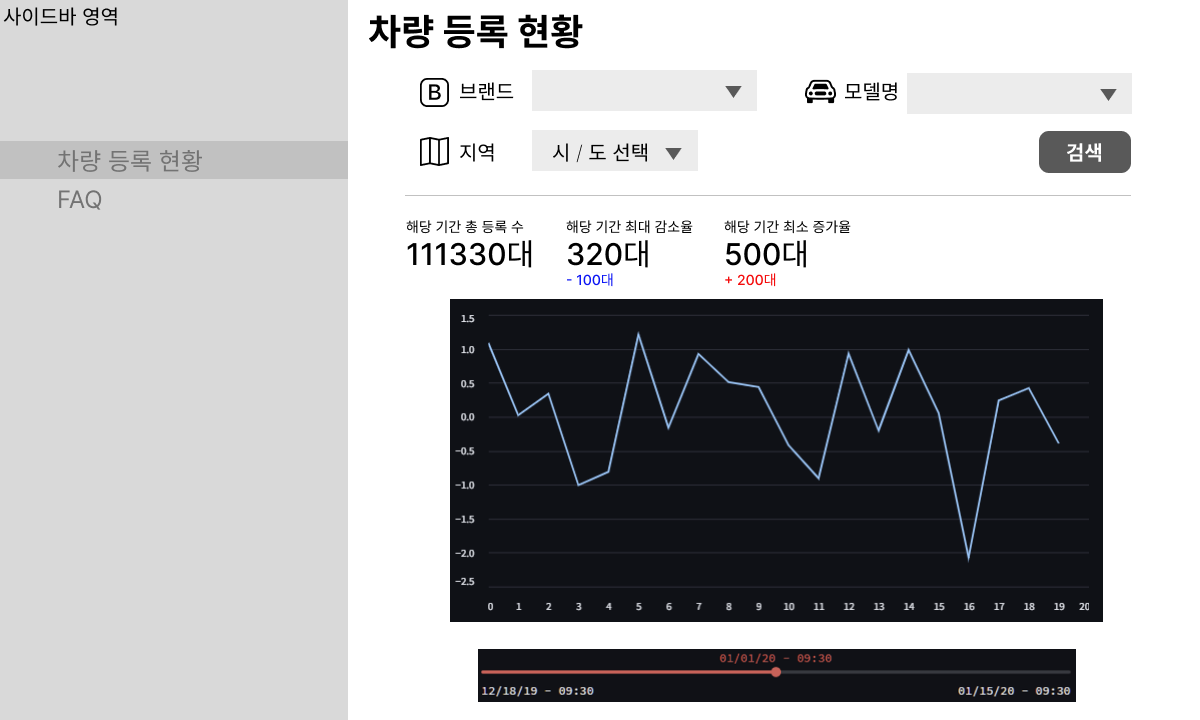 사이드바 영역
차량 등록 현황
FAQ
차량 등록 현황
B 브랜드
모델명
지역
시 / 도 선택
검색
해당 기간 총 등록 수
111330대
해당 기간 최대 감소율
320대
- 100대
해당 기간 최소 증가율
500대
+ 200대
1.5
1.0
0.5
0.0
−0.5
−1.0
−1.5
−2.0
−2.5
0 1 2 3 4 5 6 7 8 9 10 11 12 13 14 15 16 17 18 19 20
01/01/20 - 09:30
12/18/19 - 09:30 01/15/20 - 09:30